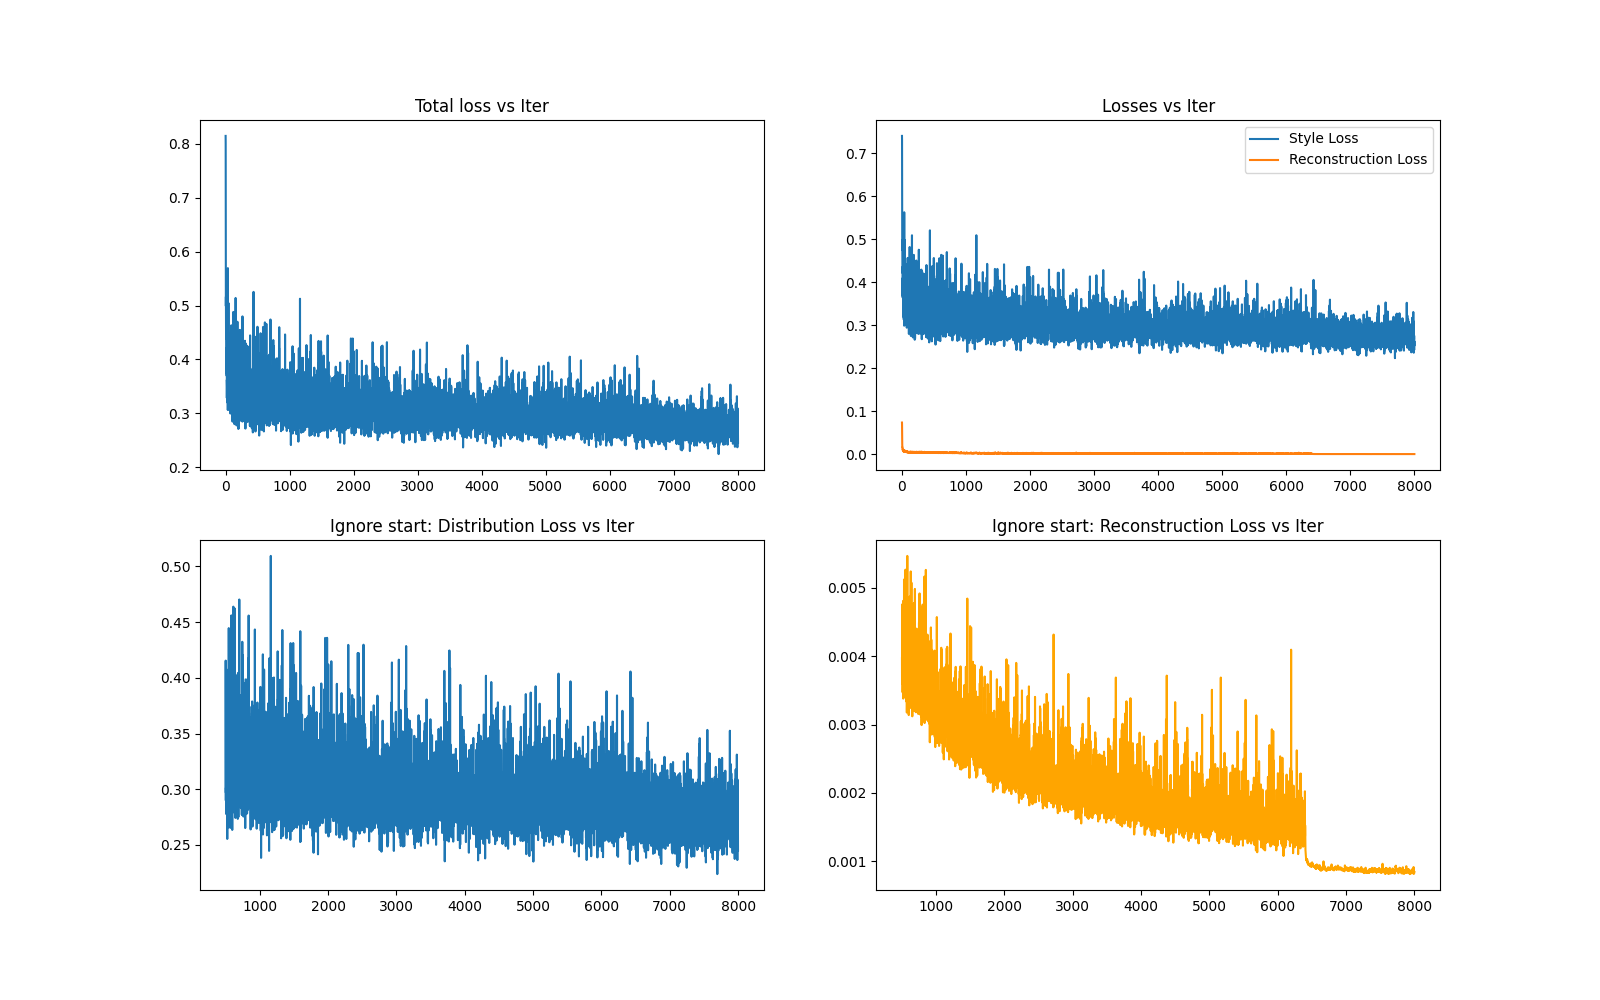 Total loss vs Iter
0.8
0.7
0.6
0.5
0.4
0.3
0.2
0 1000 2000 3000 4000 5000 6000 7000 8000
Losses vs Iter
Style Loss
Reconstruction Loss
0.7
0.6
0.5
0.4
0.3
0.2
0.1
0.0
0 1000 2000 3000 4000 5000 6000 7000 8000
Ignore start: Distribution Loss vs Iter
0.50
0.45
0.40
0.35
0.30
0.25
1000 2000 3000 4000 5000 6000 7000 8000
Ignore start: Reconstruction Loss vs Iter
0.005
0.004
0.003
0.002
0.001
1000 2000 3000 4000 5000 6000 7000 8000